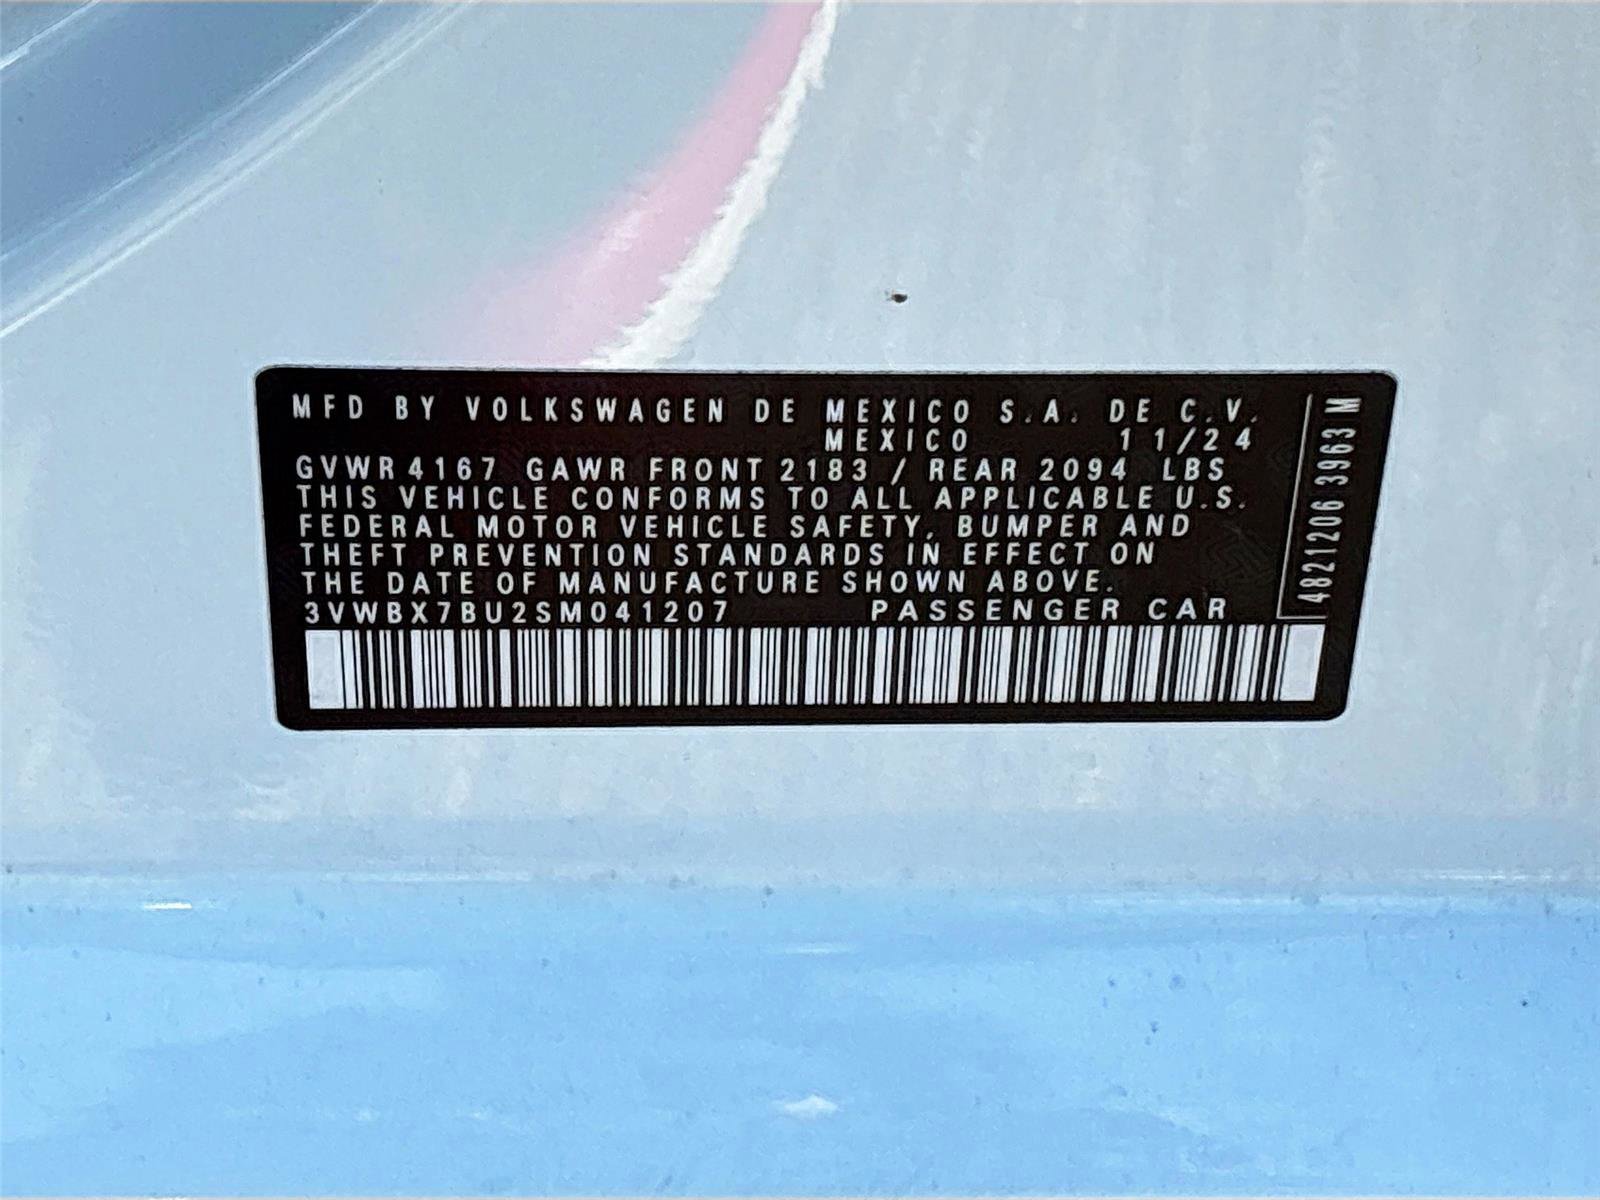 MFD BY VOLKSWAGEN DE MEXICO S.A. DE C.V.
MEXICO 11/24
GVWR 4167 GAWR FRONT 2183 / REAR 2094 LBS
THIS VEHICLE CONFORMS TO ALL APPLICABLE U.S.
FEDERAL MOTOR VEHICLE SAFETY, BUMPER AND
THEFT PREVENTION STANDARDS IN EFFECT ON
THE DATE OF MANUFACTURE SHOWN ABOVE.
3VWBX7BU2SM041207 PASSENGER CAR
4821206 3963 M